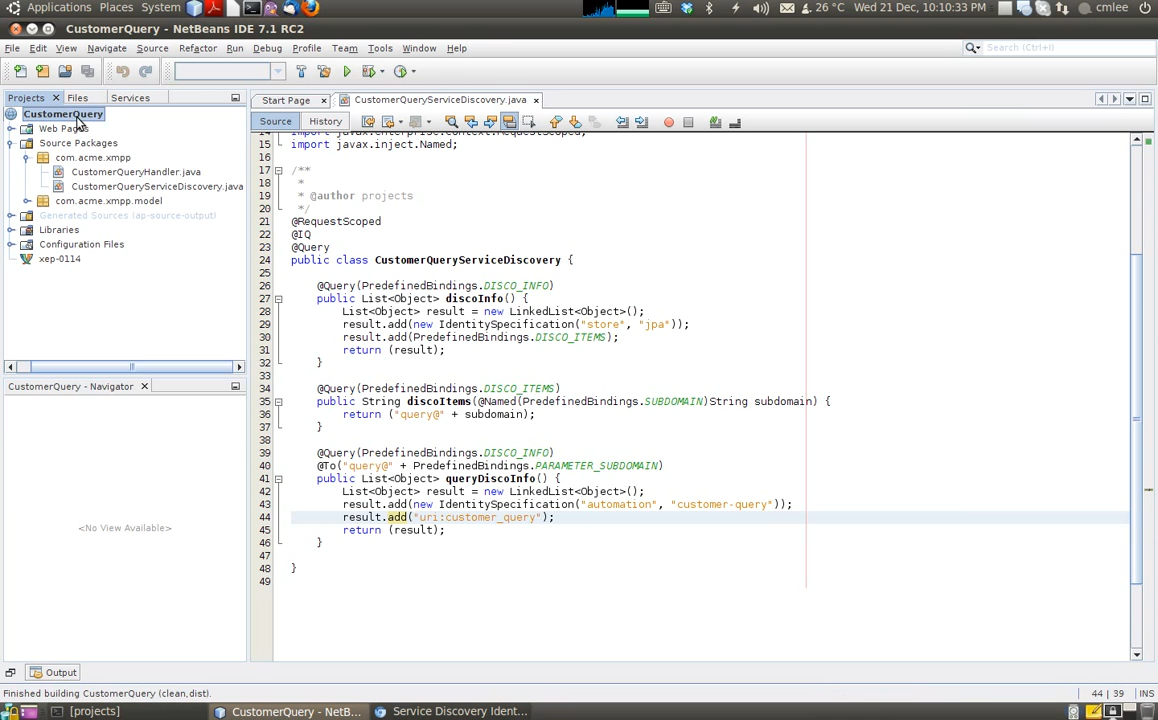 Applications Places System 26 °C Wed 21 Dec, 10:10:33 PM cmlee
CustomerQuery - NetBeans IDE 7.1 RC2
File Edit View Navigate Source Refactor Run Debug Profile Team Tools Window Help Search (Ctrl+I)
Projects Files Services
Start Page CustomerQueryServiceDiscovery.java
CustomerQuery
Web Pages
Source Packages
com.acme.xmpp
CustomerQueryHandler.java
CustomerQueryServiceDiscovery.java
com.acme.xmpp.model
Generated Sources (ap-source-output)
Libraries
Configuration Files
xep-0114
CustomerQuery - Navigator
<No View Available>
Source History
14 import javax.enterprise.context.RequestScoped;
15 import javax.inject.Named;
16
17 /**
18 *
19 * @author projects
20 */
21 @RequestScoped
22 @IQ
23 @Query
24 public class CustomerQueryServiceDiscovery {
25
26 @Query(PredefinedBindings.DISCO_INFO)
27 public List<Object> discoInfo() {
28 List<Object> result = new LinkedList<Object>();
29 result.add(new IdentitySpecification("store", "jpa"));
30 result.add(PredefinedBindings.DISCO_ITEMS);
31 return (result);
32 }
33
34 @Query(PredefinedBindings.DISCO_ITEMS)
35 public String discoItems(@Named(PredefinedBindings.SUBDOMAIN)String subdomain) {
36 return ("query@" + subdomain);
37 }
38
39 @Query(PredefinedBindings.DISCO_INFO)
40 @To("query@" + PredefinedBindings.PARAMETER_SUBDOMAIN)
41 public List<Object> queryDiscoInfo() {
42 List<Object> result = new LinkedList<Object>();
43 result.add(new IdentitySpecification("automation", "customer-query"));
44 result.add("uri:customer_query");
45 return (result);
46 }
47
48 }
49
Output
Finished building CustomerQuery (clean,dist). 44 | 39 INS
[projects] CustomerQuery - NetB... Service Discovery Ident...